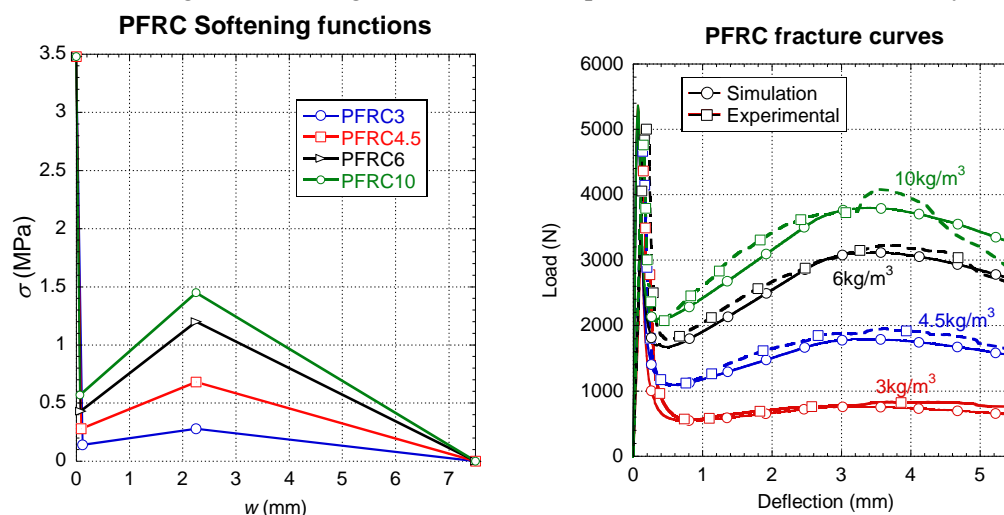 PFRC Softening functions
3.5
3
2.5
2
1.5
1
0.5
0
σ (MPa)
PFRC3
PFRC4.5
PFRC6
PFRC10
0 1 2 3 4 5 6 7
w (mm)
PFRC fracture curves
6000
5000
4000
3000
2000
1000
0
Load (N)
Simulation
Experimental
10kg/m³
6kg/m³
4.5kg/m³
3kg/m³
0 1 2 3 4 5
Deflection (mm)